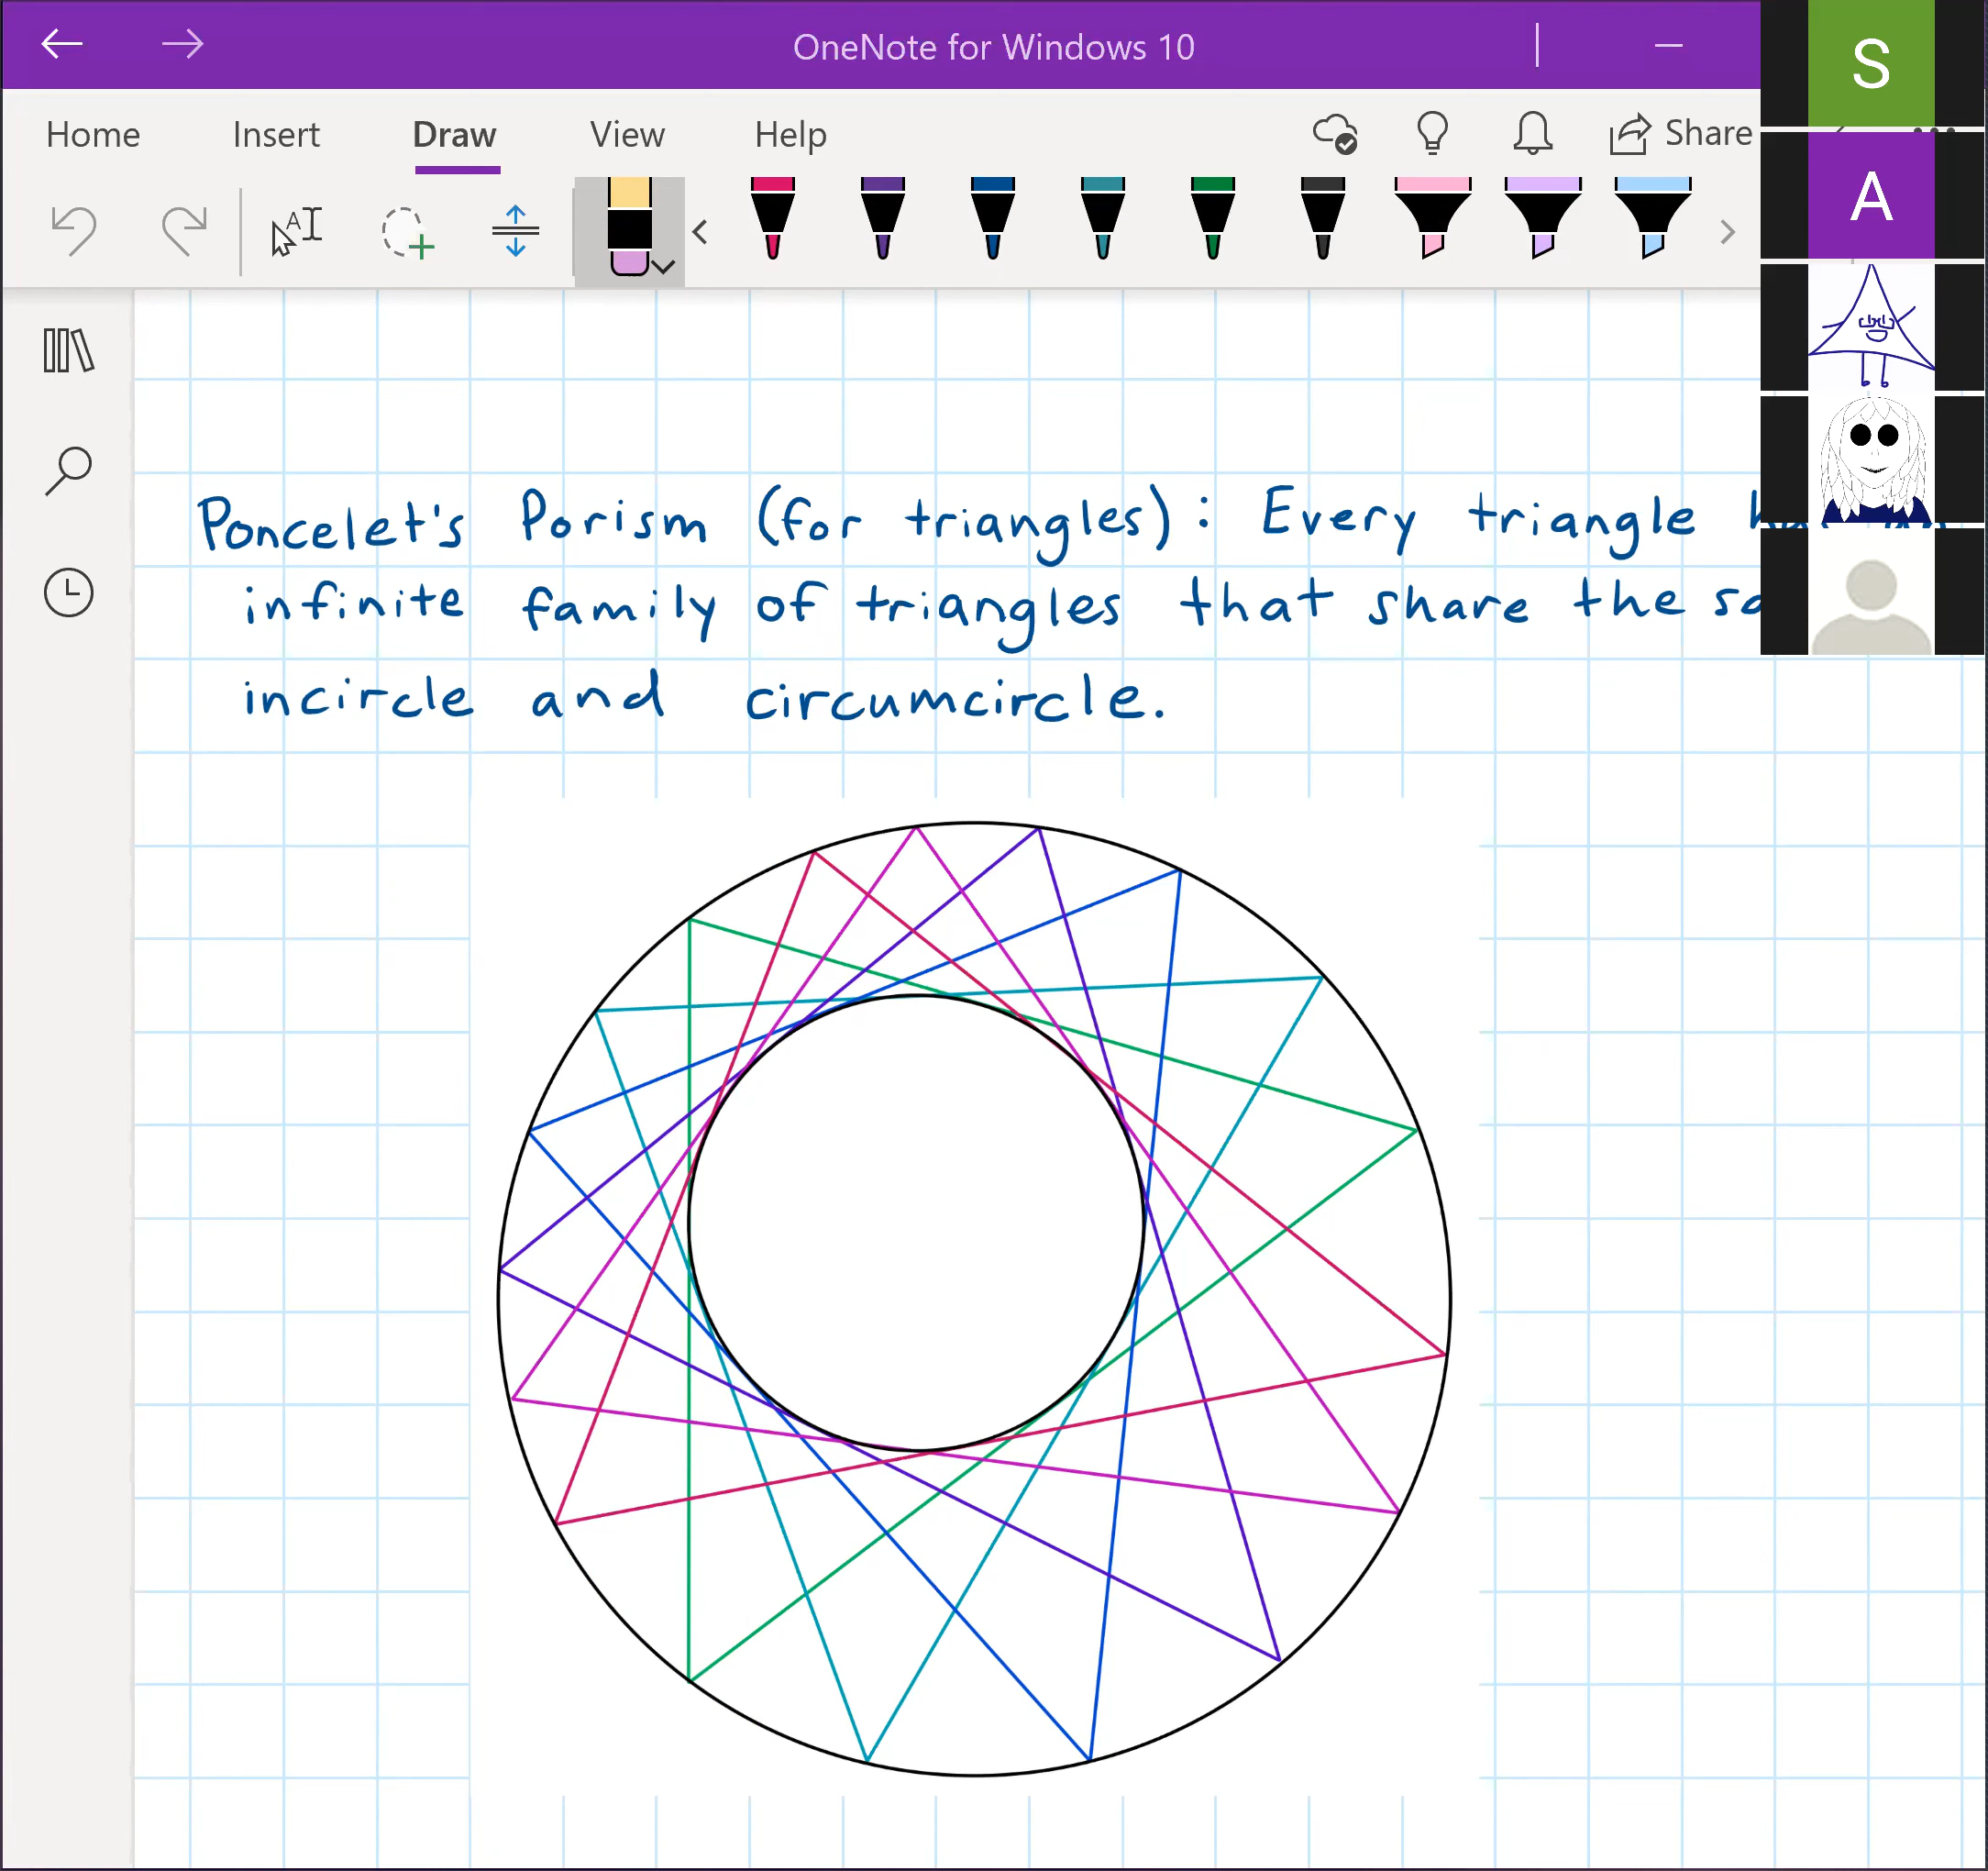 OneNote for Windows 10
Home Insert Draw View Help Share
S
A
Poncelet's Porism (for triangles): Every triangle
infinite family of triangles that share the
incircle and circumcircle.